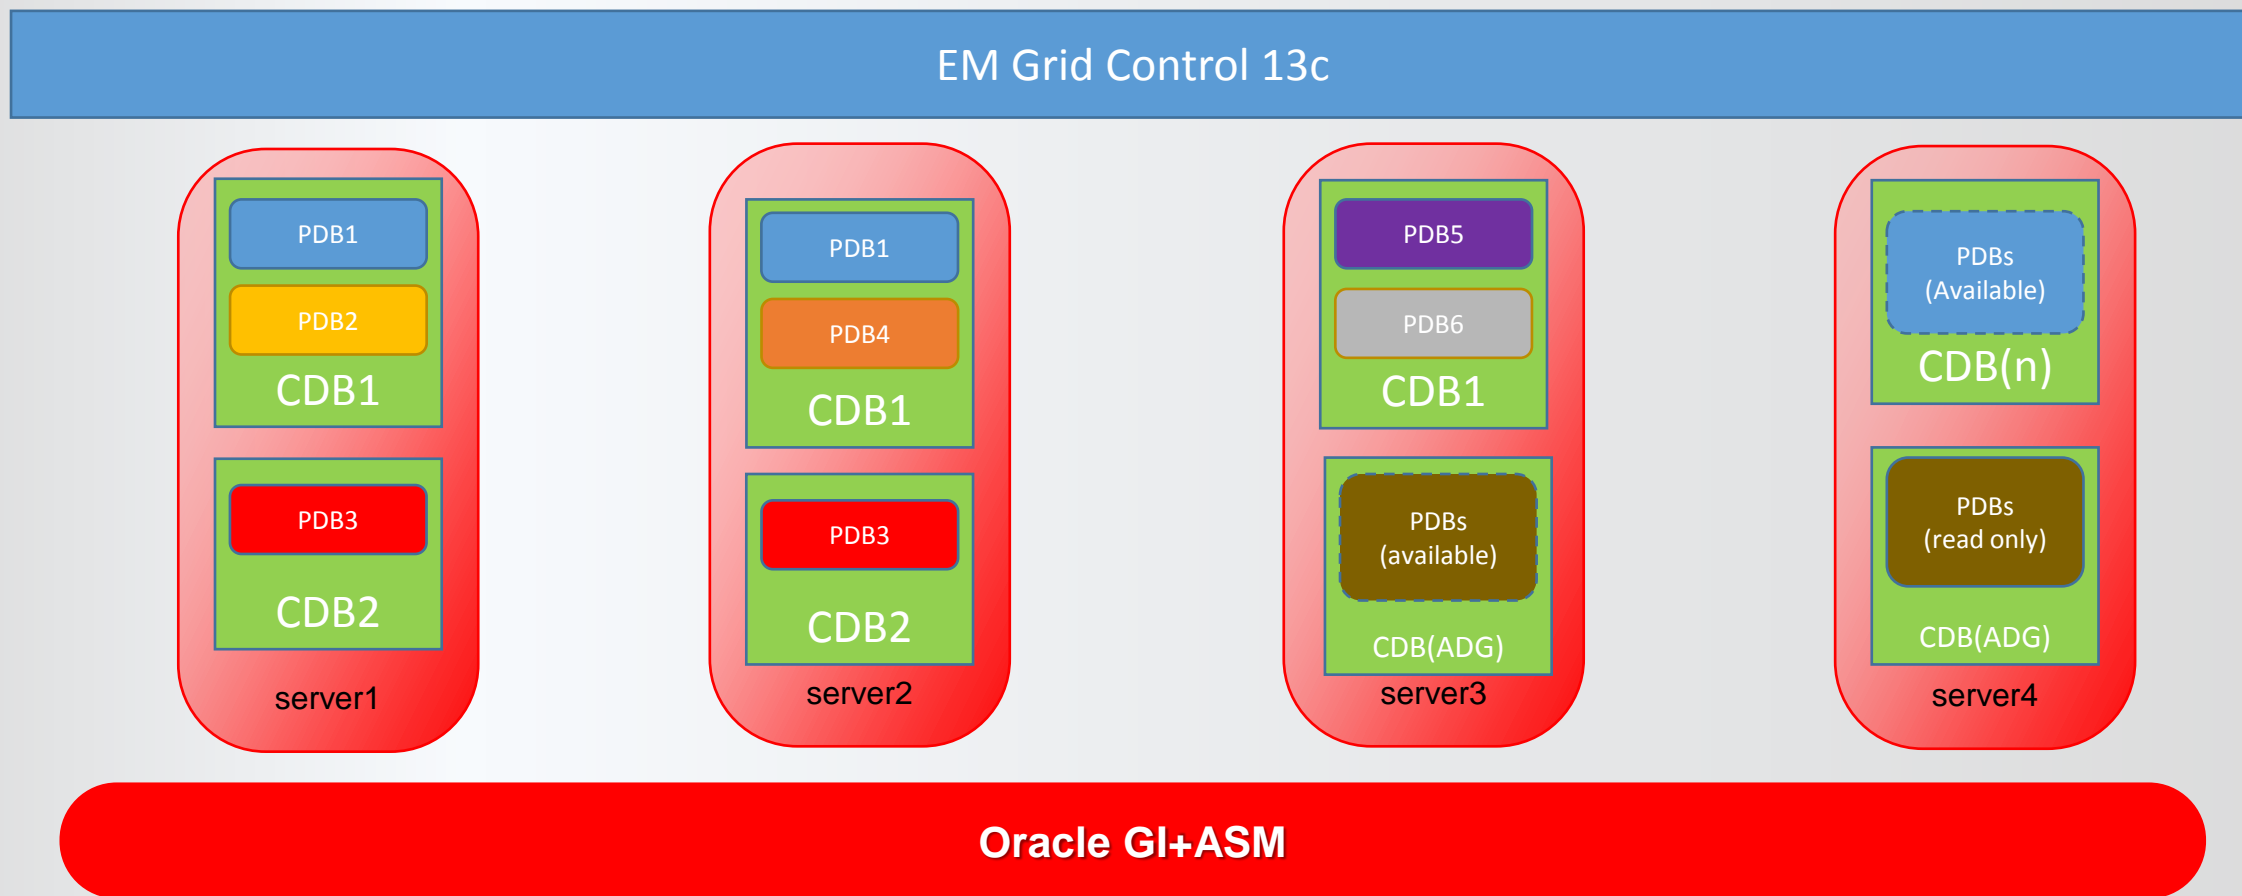 EM Grid Control 13c
PDB1
PDB2
CDB1
PDB3
CDB2
server1
PDB1
PDB4
CDB1
PDB3
CDB2
server2
PDB5
PDB6
CDB1
PDBs
(available)
CDB(ADG)
server3
PDBs
(Available)
CDB(n)
PDBs
(read only)
CDB(ADG)
server4
Oracle GI+ASM